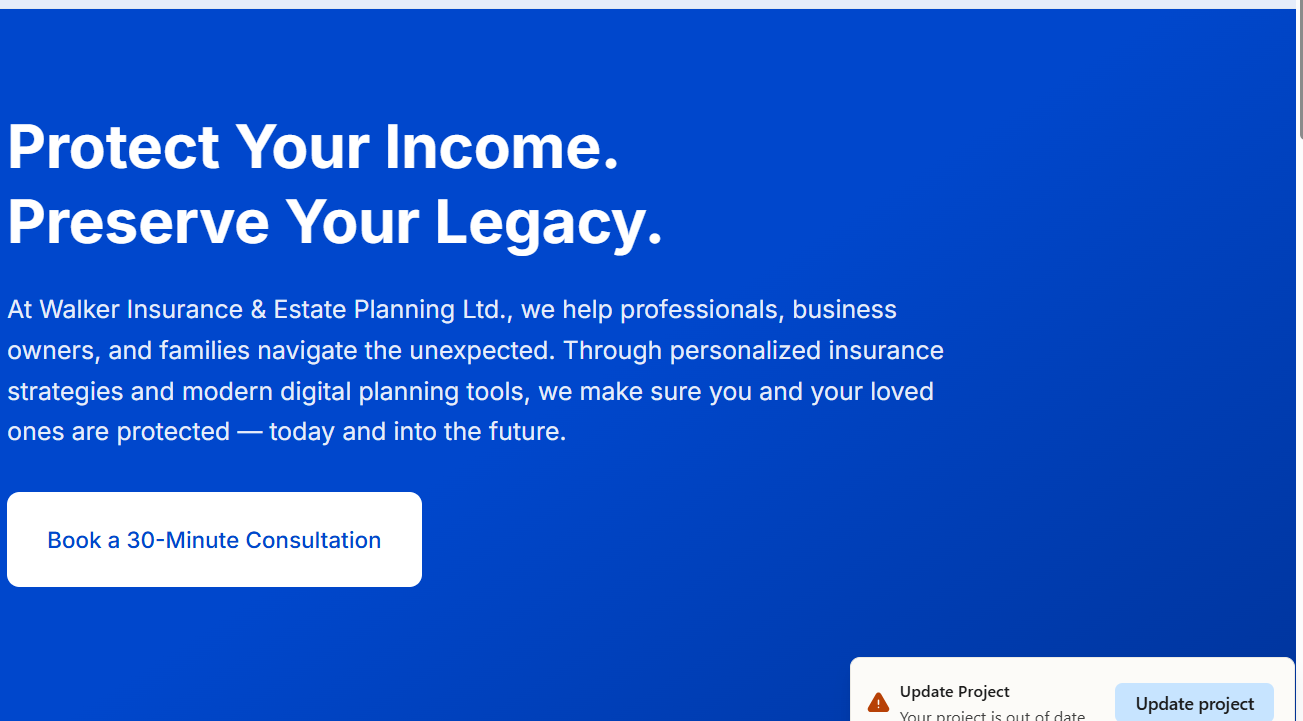 Protect Your Income.
Preserve Your Legacy.
At Walker Insurance & Estate Planning Ltd., we help professionals, business
owners, and families navigate the unexpected. Through personalized insurance
strategies and modern digital planning tools, we make sure you and your loved
ones are protected — today and into the future.
Book a 30-Minute Consultation
Update Project
Your project is out of date
Update project